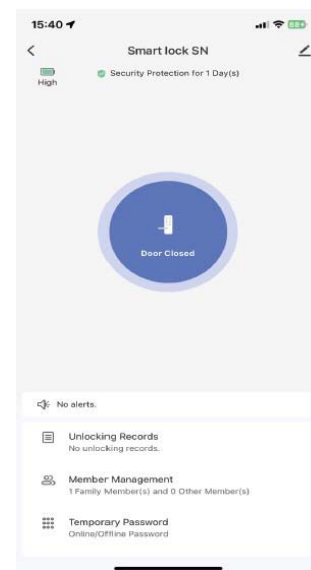 15:40
Smart lock SN
High
Security Protection for 1 Day(s)
Door Closed
No alerts.
Unlocking Records
No unlocking records.
Member Management
1 Family Member(s) and 0 Other Member(s)
Temporary Password
Online/Offline Password